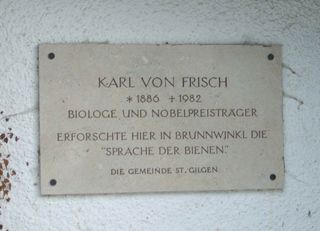 KARL VON FRISCH
* 1886 + 1982
BIOLOGE UND NOBELPREISTRÄGER
ERFORSCHTE HIER IN BRUNNWINKL DIE
"SPRACHE DER BIENEN."
DIE GEMEINDE ST. GILGEN